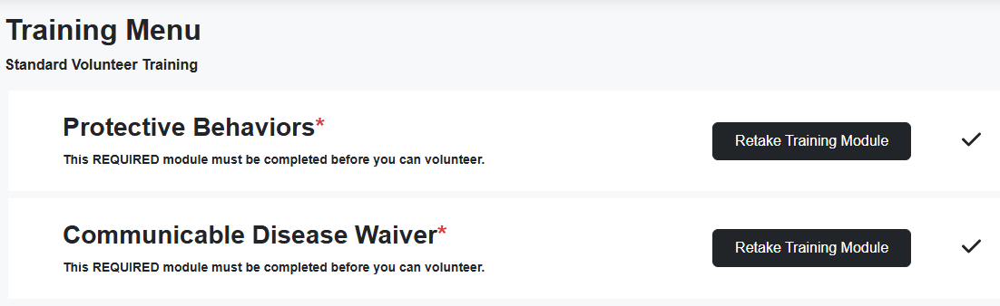 Training Menu
Standard Volunteer Training
Protective Behaviors*
This REQUIRED module must be completed before you can volunteer.
Retake Training Module
Communicable Disease Waiver*
This REQUIRED module must be completed before you can volunteer.
Retake Training Module